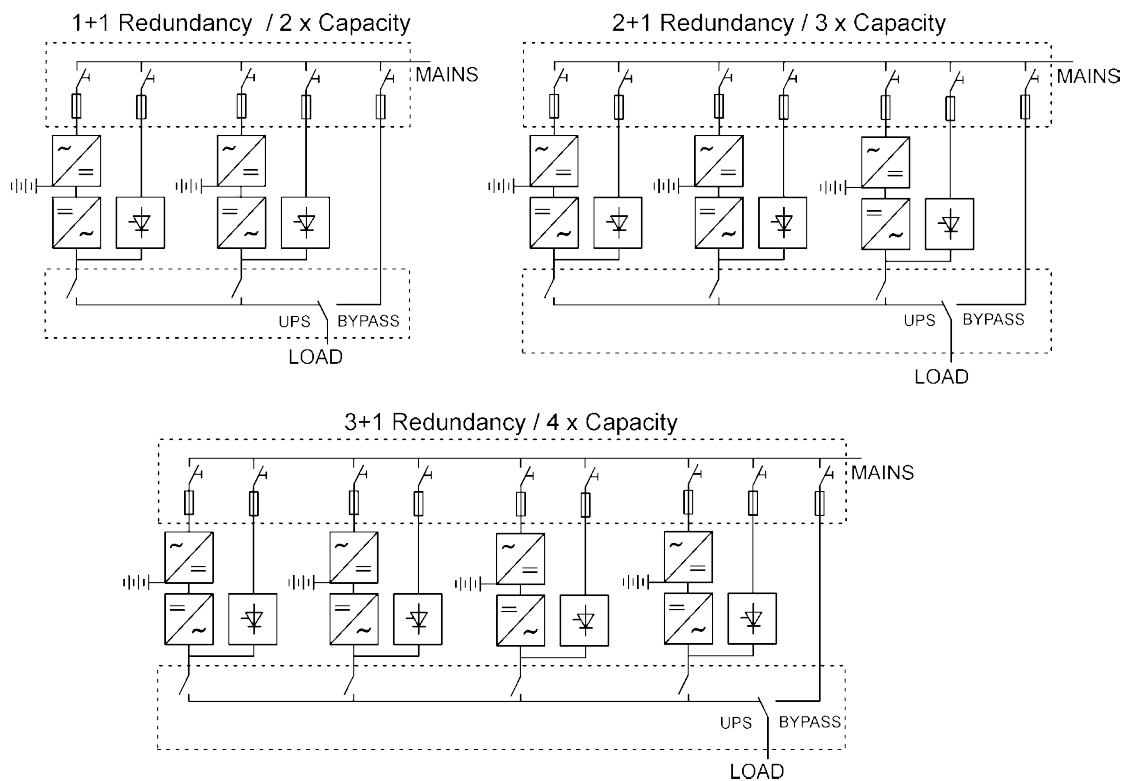 1+1 Redundancy / 2 x Capacity
2+1 Redundancy / 3 x Capacity
MAINS
MAINS
UPS BYPASS
LOAD
UPS BYPASS
LOAD
3+1 Redundancy / 4 x Capacity
MAINS
UPS BYPASS
LOAD